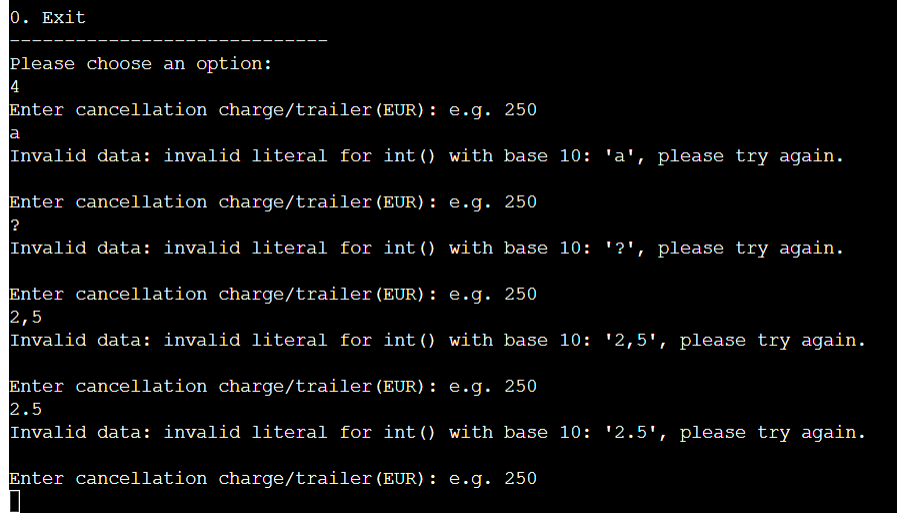 0. Exit
-----------------------------
Please choose an option:
4
Enter cancellation charge/trailer(EUR): e.g. 250
a
Invalid data: invalid literal for int() with base 10: 'a', please try again.
Enter cancellation charge/trailer(EUR): e.g. 250
?
Invalid data: invalid literal for int() with base 10: '?', please try again.
Enter cancellation charge/trailer(EUR): e.g. 250
2,5
Invalid data: invalid literal for int() with base 10: '2,5', please try again.
Enter cancellation charge/trailer(EUR): e.g. 250
2.5
Invalid data: invalid literal for int() with base 10: '2.5', please try again.
Enter cancellation charge/trailer(EUR): e.g. 250